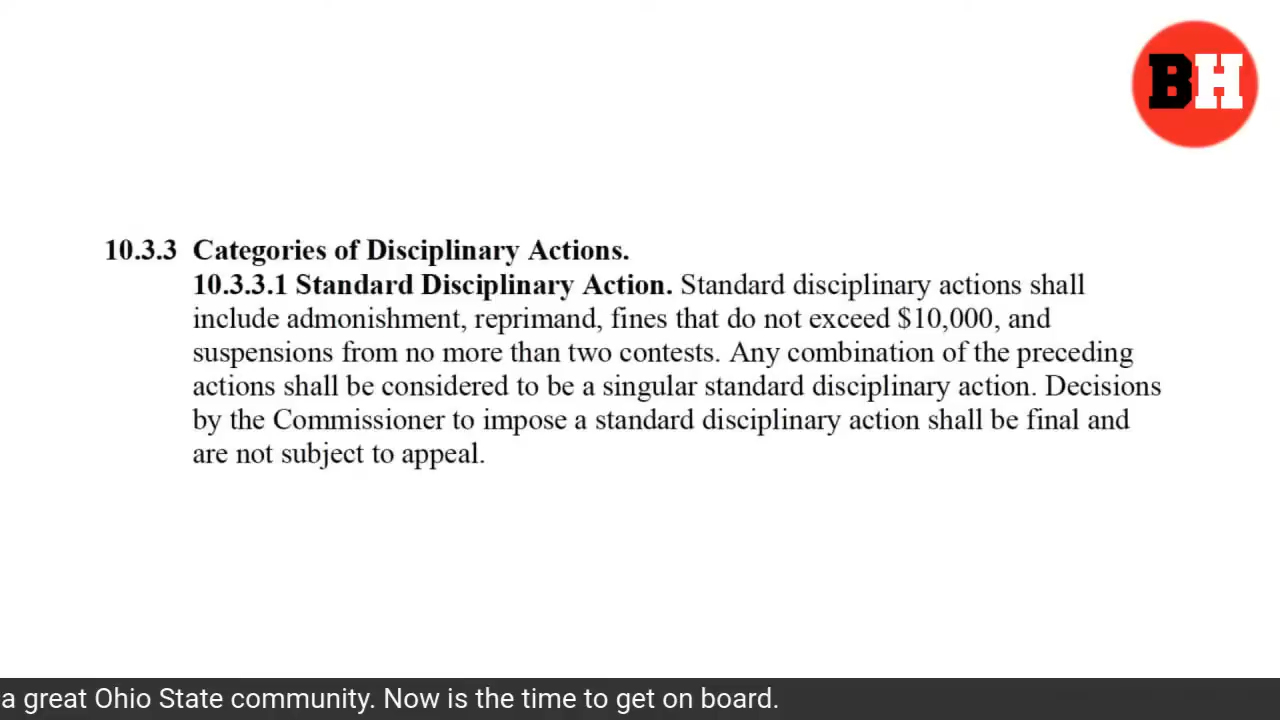 BH
10.3.3 Categories of Disciplinary Actions.
10.3.3.1 Standard Disciplinary Action. Standard disciplinary actions shall
include admonishment, reprimand, fines that do not exceed $10,000, and
suspensions from no more than two contests. Any combination of the preceding
actions shall be considered to be a singular standard disciplinary action. Decisions
by the Commissioner to impose a standard disciplinary action shall be final and
are not subject to appeal.
a great Ohio State community. Now is the time to get on board.